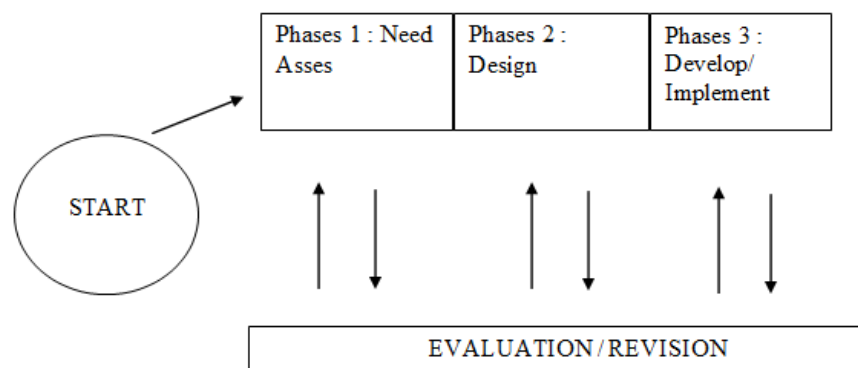 Phases 1 : Need
Asses
Phases 2 :
Design
Phases 3 :
Develop/
Implement
START
EVALUATION / REVISION